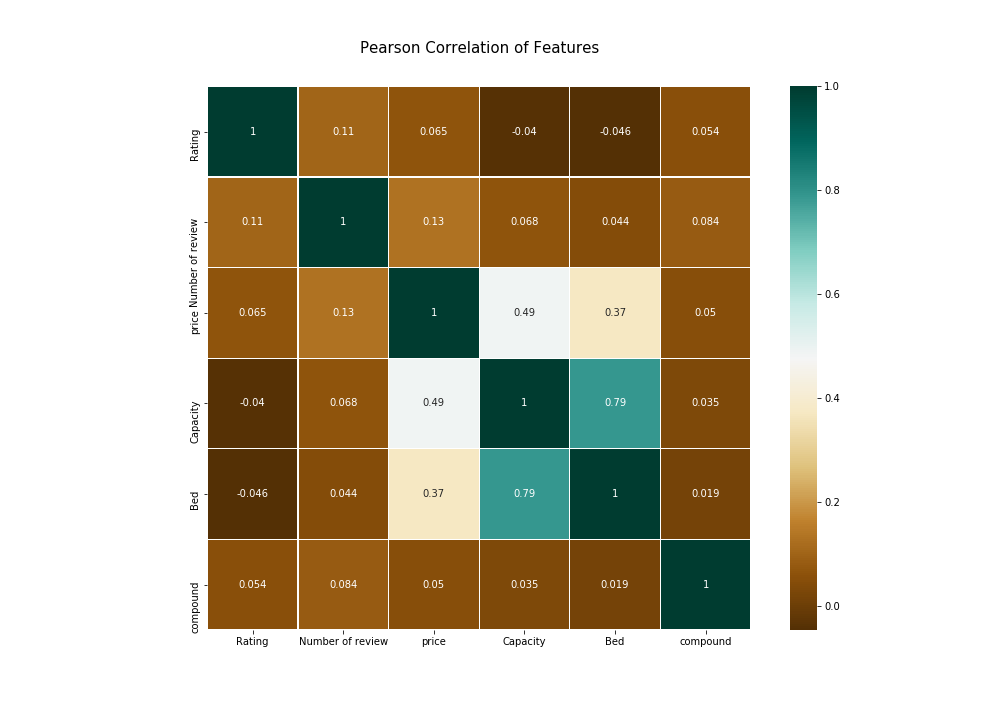 Pearson Correlation of Features
1.0
Rating
1 0.11 0.065 -0.04 -0.046 0.054
0.8
Number of review
0.11 1 0.13 0.068 0.044 0.084
0.6
price
0.065 0.13 1 0.49 0.37 0.05
0.4
Capacity
-0.04 0.068 0.49 1 0.79 0.035
0.2
Bed
-0.046 0.044 0.37 0.79 1 0.019
compound
0.054 0.084 0.05 0.035 0.019 1
0.0
Rating Number of review price Capacity Bed compound